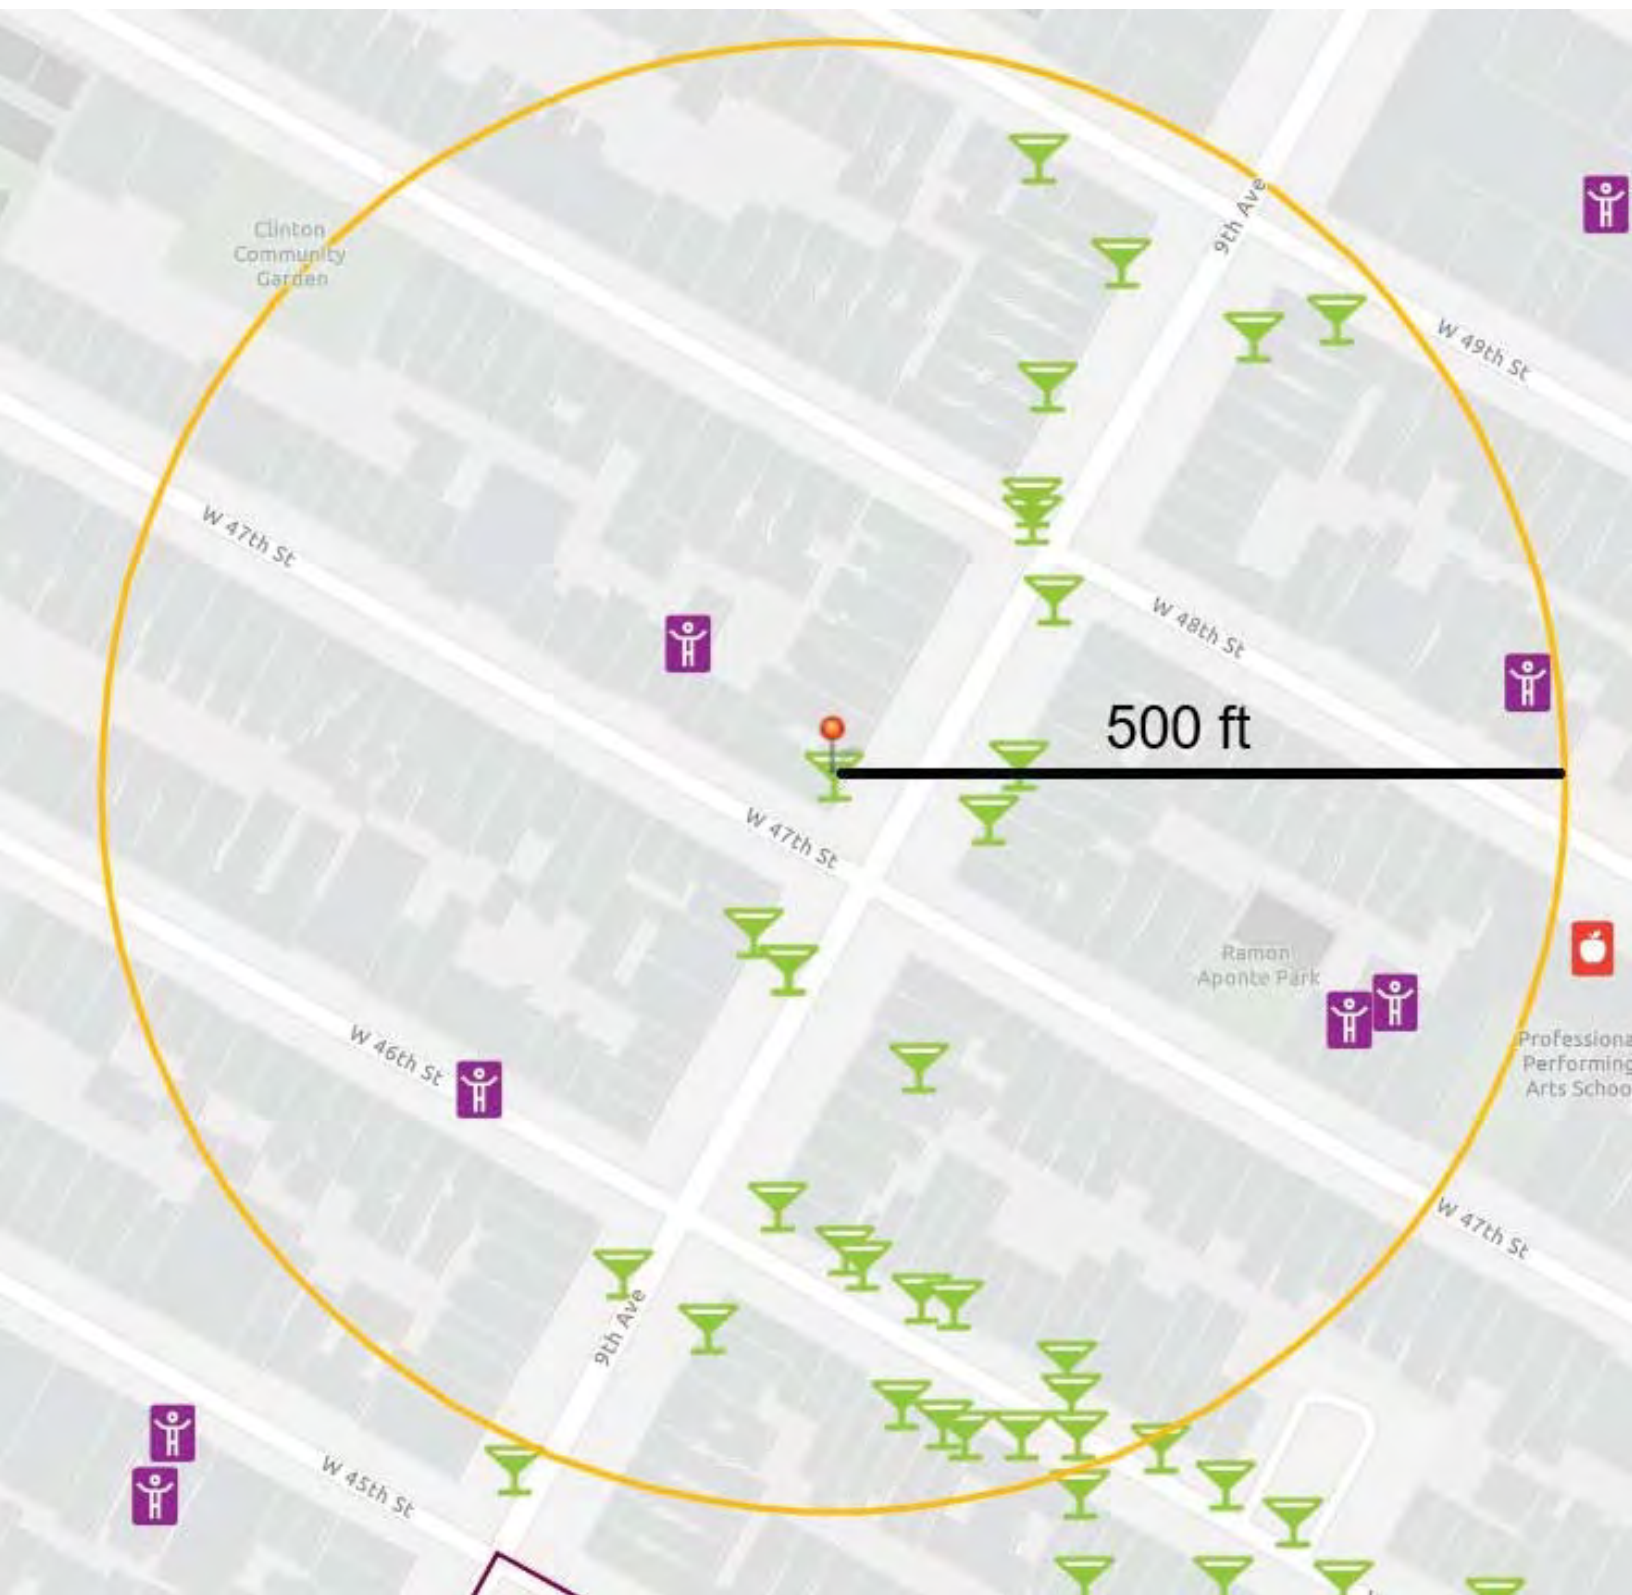 9th Ave
Clinton
Community
Garden
W 49th St
W 47th St
W 48th St
500 ft
W 47th St
Ramon
Aponte Park
W 46th St
Professiona
Performing
Arts Schoo
W 47th St
9th Ave
W 45th St